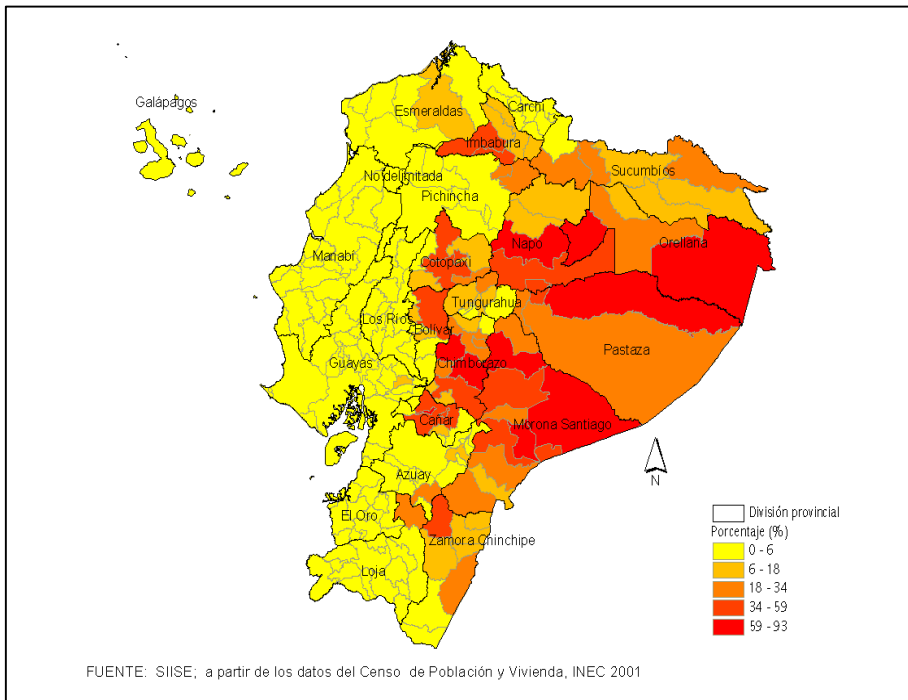 Galápagos
Esmeraldas
Carchi
Imbabura
Sucumbíos
No delimitada
Pichincha
Napo
Orellana
Manabí
Cotopaxi
Tungurahua
Los Ríos
Bolívar
Pastaza
Guayas
Chimborazo
Cañar
Morona Santiago
Azuay
N
El Oro
Zamora Chinchipe
Loja
División provincial
Porcentaje (%)
0 - 6
6 - 18
18 - 34
34 - 59
59 - 93
FUENTE: SIISE; a partir de los datos del Censo de Población y Vivienda, INEC 2001